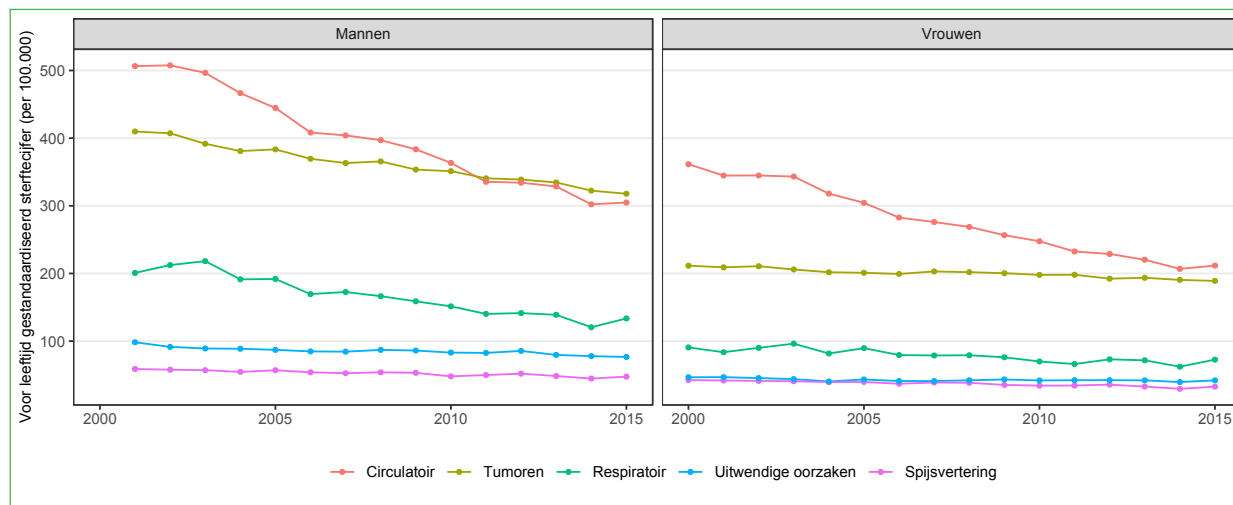 Voor leeftijd gestandaardiseerd sterftecijfer (per 100.000)
Mannen
Vrouwen
500
400
300
200
100
2000
2005
2010
2015
2000
2005
2010
2015
Circulatoir
Tumoren
Respiratoir
Uitwendige oorzaken
Spijsvertering